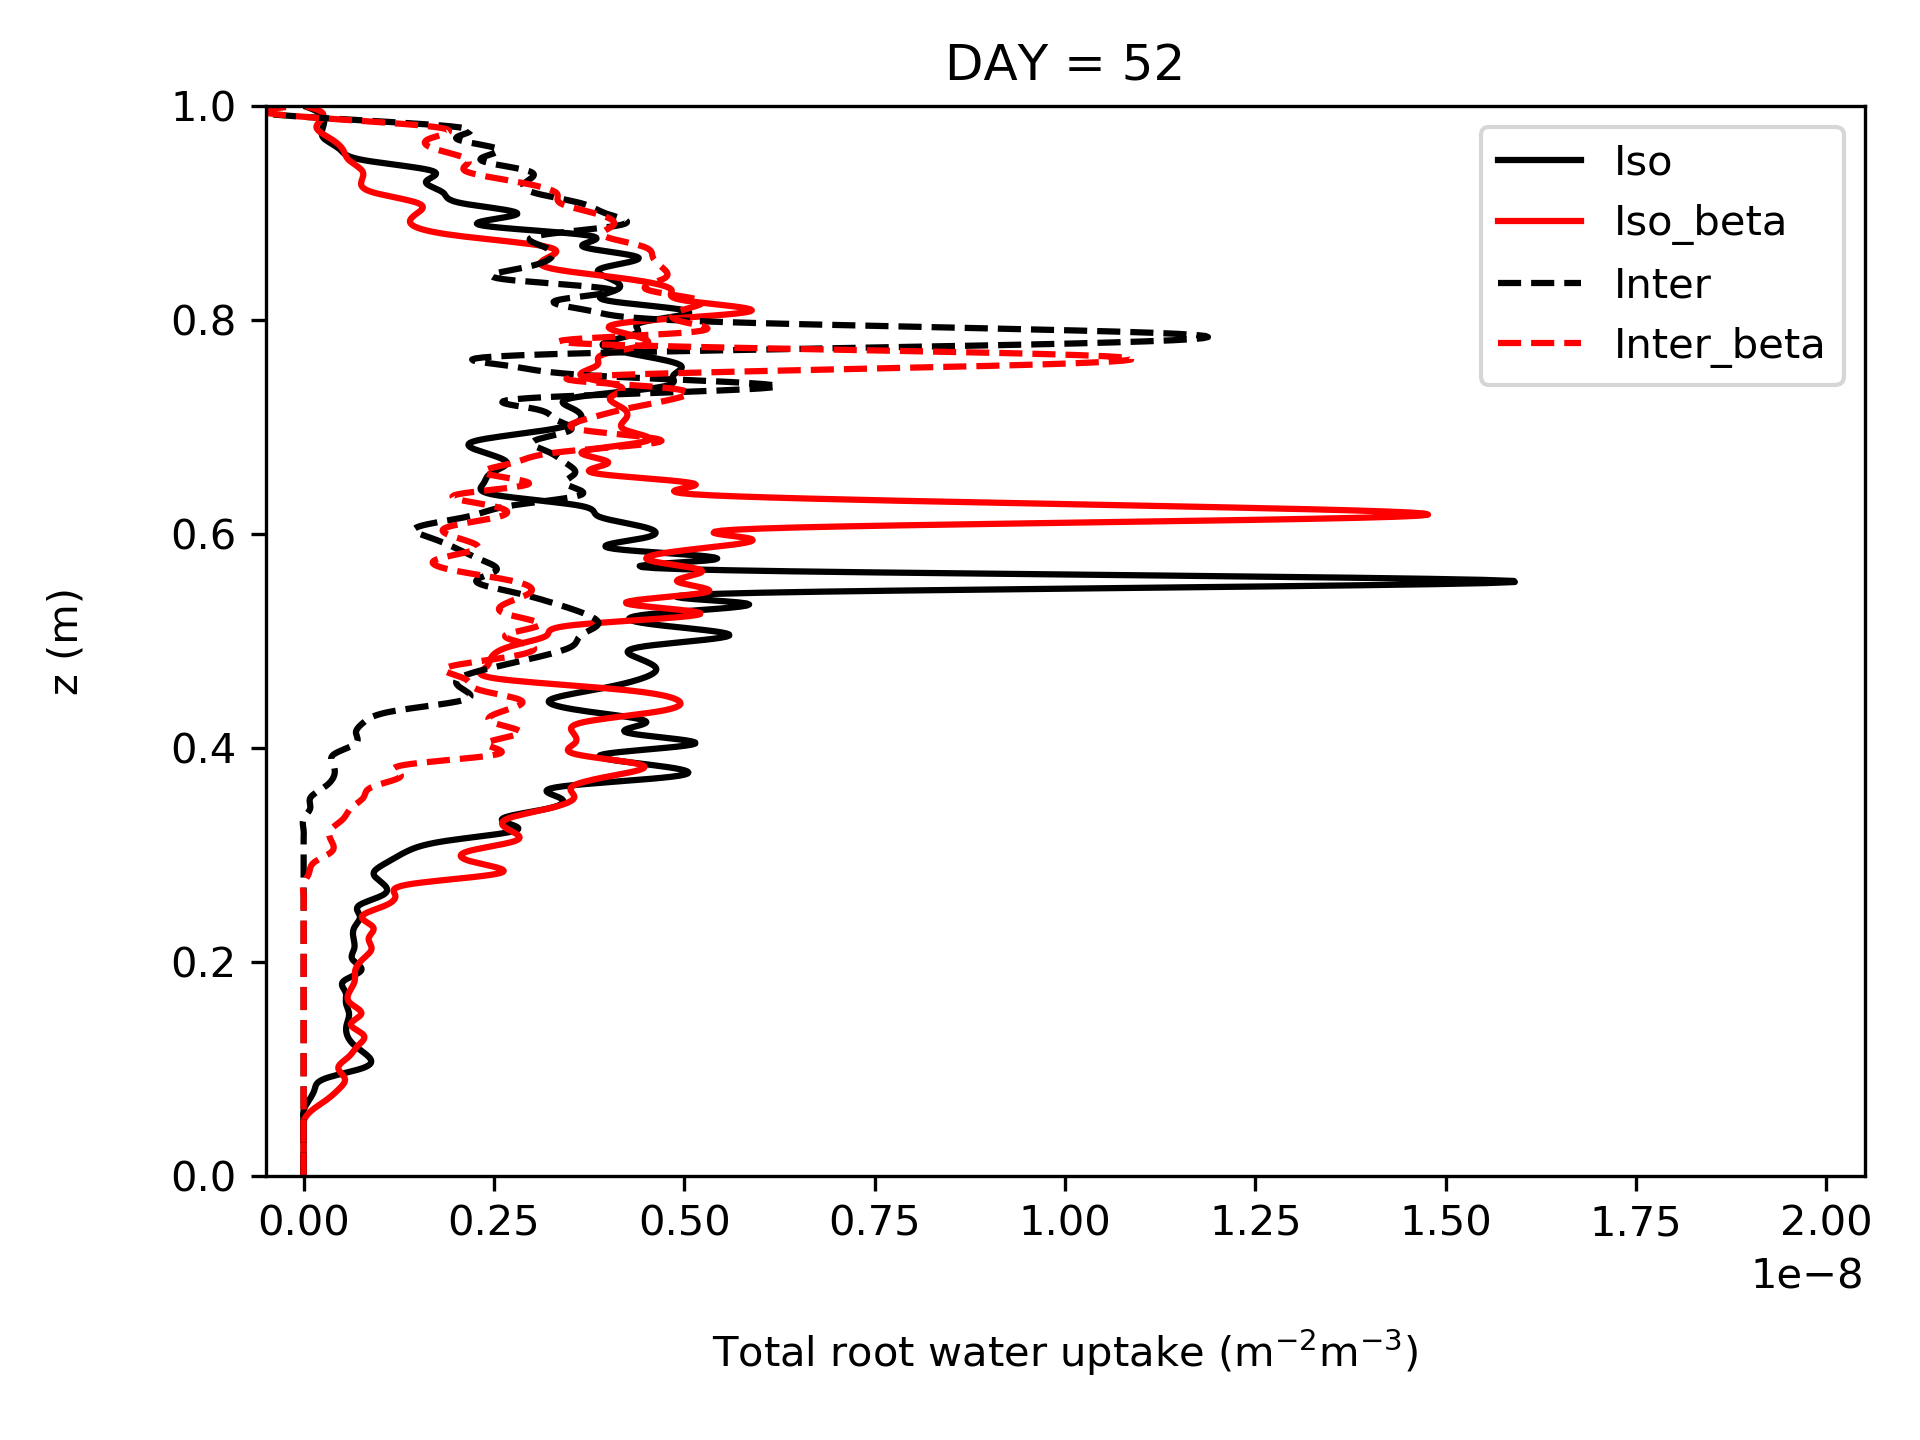 DAY = 52
1.0
0.8
0.6
0.4
0.2
0.0
z (m)
Iso
Iso_beta
Inter
Inter_beta
0.00 0.25 0.50 0.75 1.00 1.25 1.50 1.75 2.00
1e−8
Total root water uptake (m⁻²m⁻³)